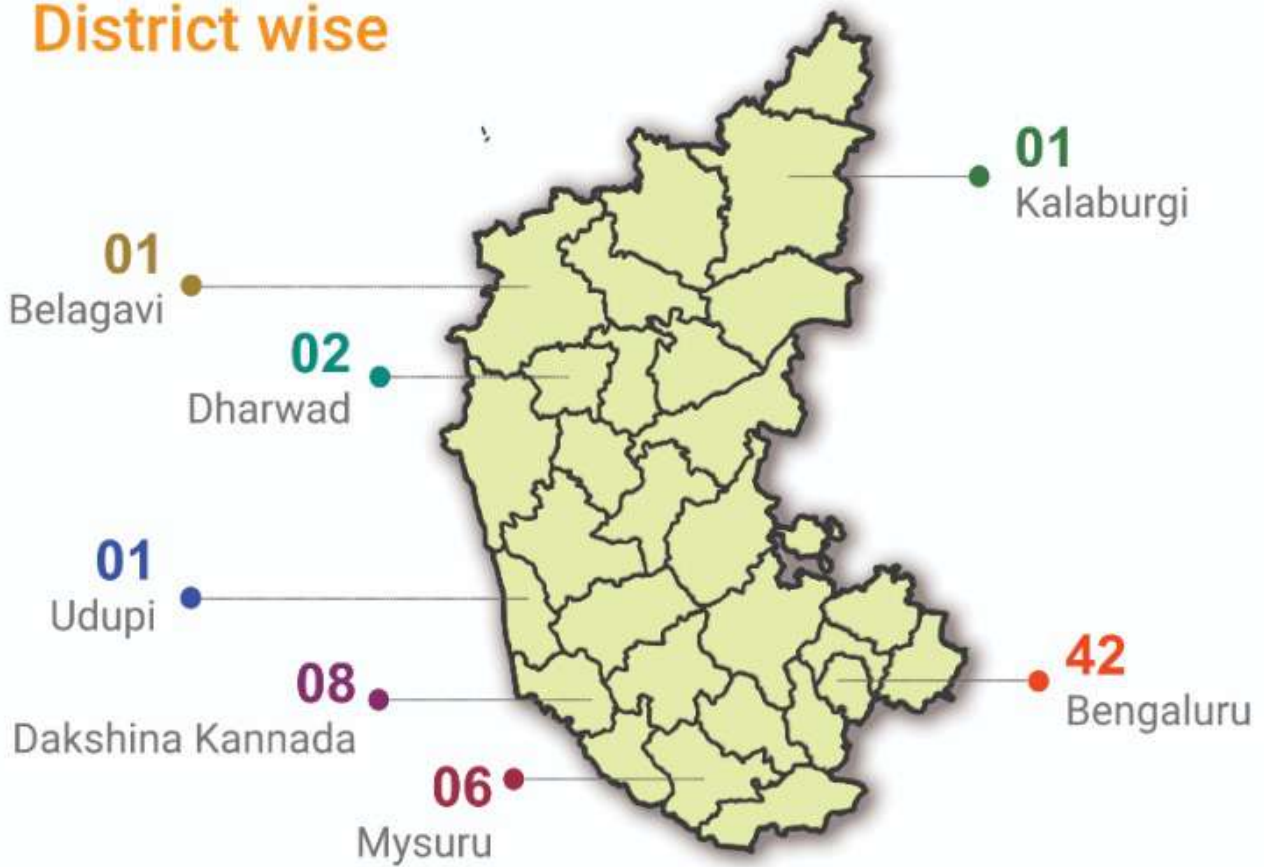 District wise
01
Kalaburgi
01
Belagavi
02
Dharwad
01
Udupi
42
Bengaluru
08
Dakshina Kannada
06
Mysuru